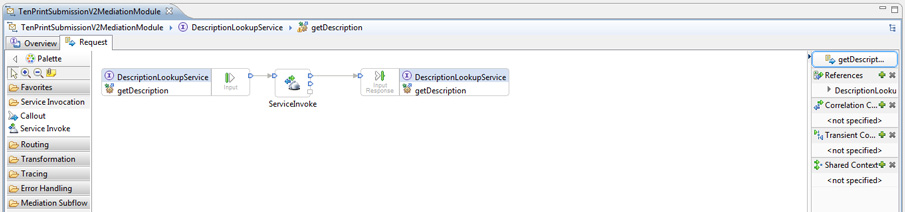 TenPrintSubmissionV2MediationModule
TenPrintSubmissionV2MediationModule DescriptionLookupService getDescription
Overview Request
Palette
Favorites
Service Invocation
Callout
Service Invoke
Routing
Transformation
Tracing
Error Handling
Mediation Subflow
DescriptionLookupService
getDescription
Input
ServiceInvoke
Input
Response
DescriptionLookupService
getDescription
getDescript...
References
DescriptionLooku
Correlation C...
<not specified>
Transient Co...
<not specified>
Shared Context
<not specified>